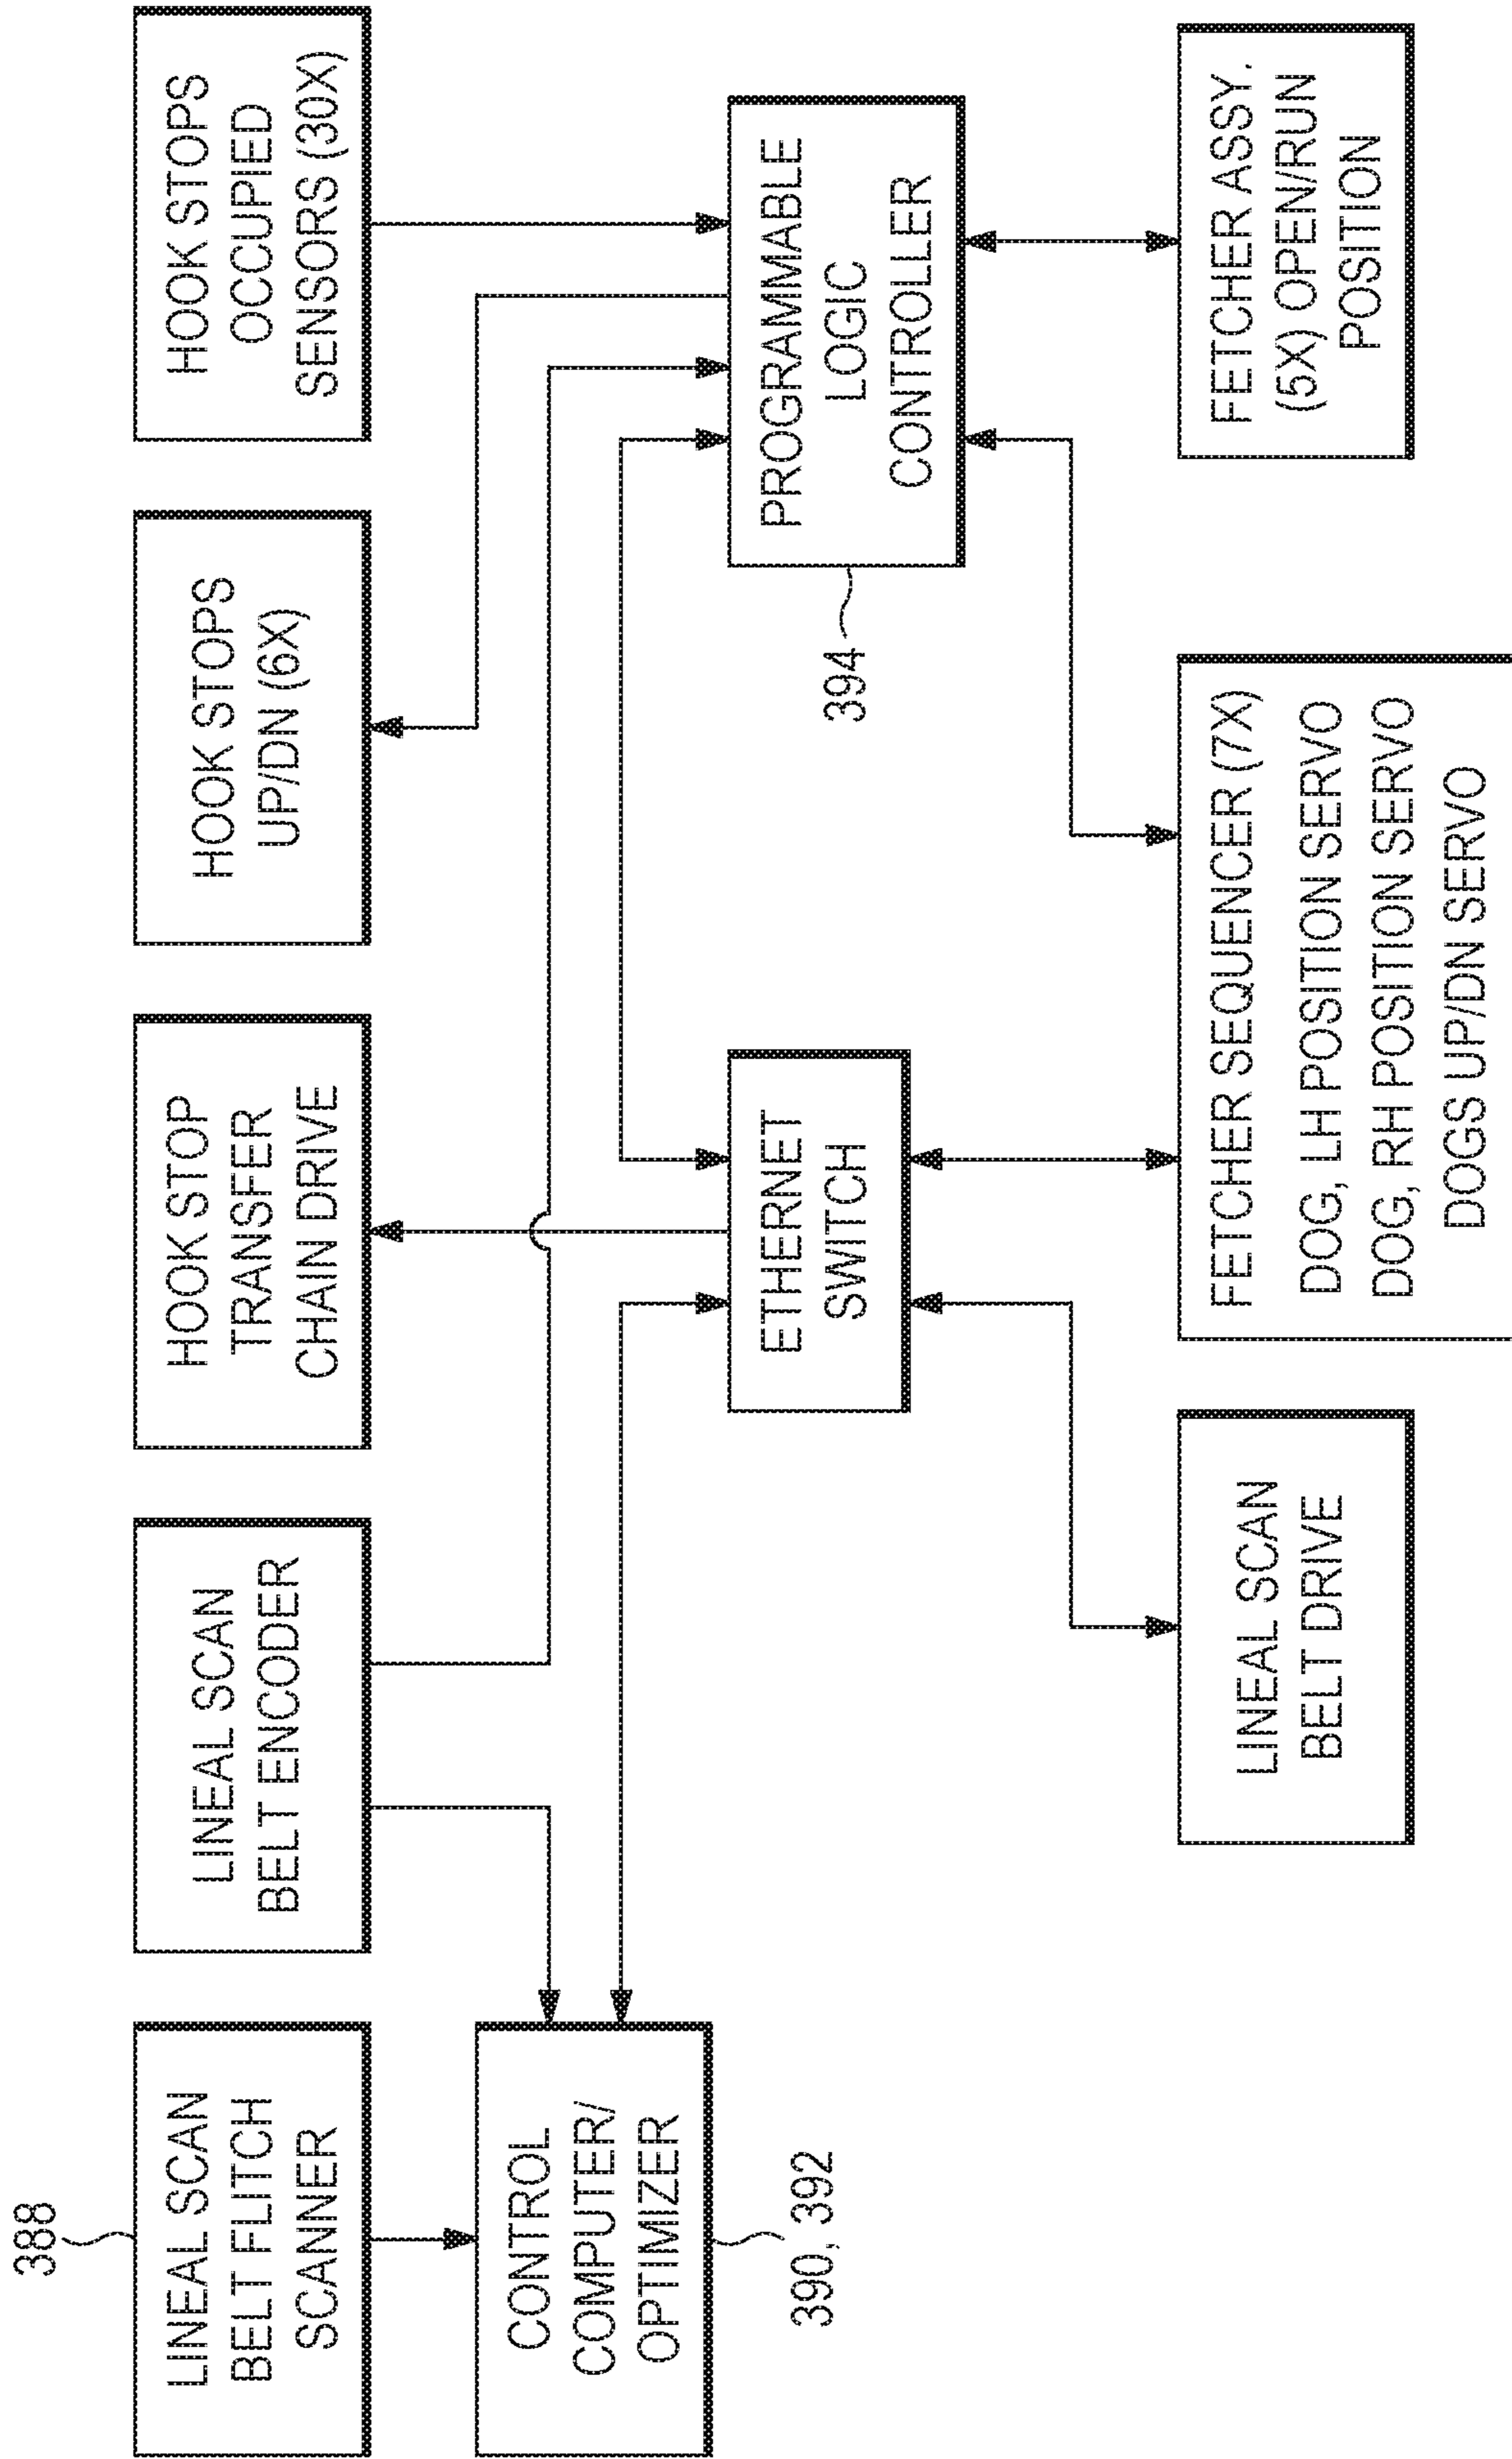 388
LINEAL SCAN
BELT FLITCH
SCANNER
LINEAL SCAN
BELT ENCODER
HOOK STOP
TRANSFER
CHAIN DRIVE
HOOK STOPS
UP/DN (6X)
HOOK STOPS
OCCUPIED
SENSORS (30X)
CONTROL
COMPUTER/
OPTIMIZER
390, 392
ETHERNET
SWITCH
PROGRAMMABLE
LOGIC
CONTROLLER
394
LINEAL SCAN
BELT DRIVE
FETCHER SEQUENCER (7X)
DOG, LH POSITION SERVO
DOG, RH POSITION SERVO
DOGS UP/DN SERVO
FETCHER ASSY.
(5X) OPEN/RUN
POSITION